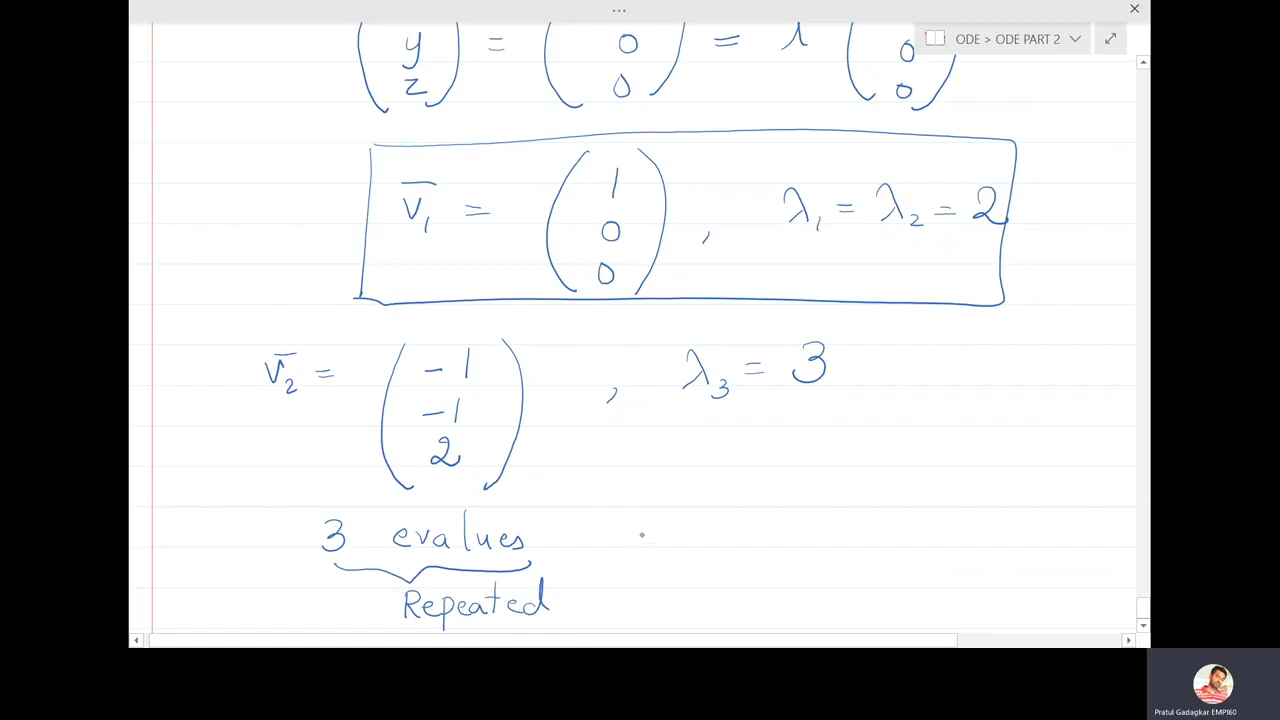 ...
ODE > ODE PART 2
( y z ) = ( 0 0 ) = λ ( 0 0 )
v̄₁ = ( 1 0 0 ) , λ₁ = λ₂ = 2
v̄₂ = ( -1 -1 2 ) , λ₃ = 3
3 evalues
Repeated
Pratul Gadagkar EMP160